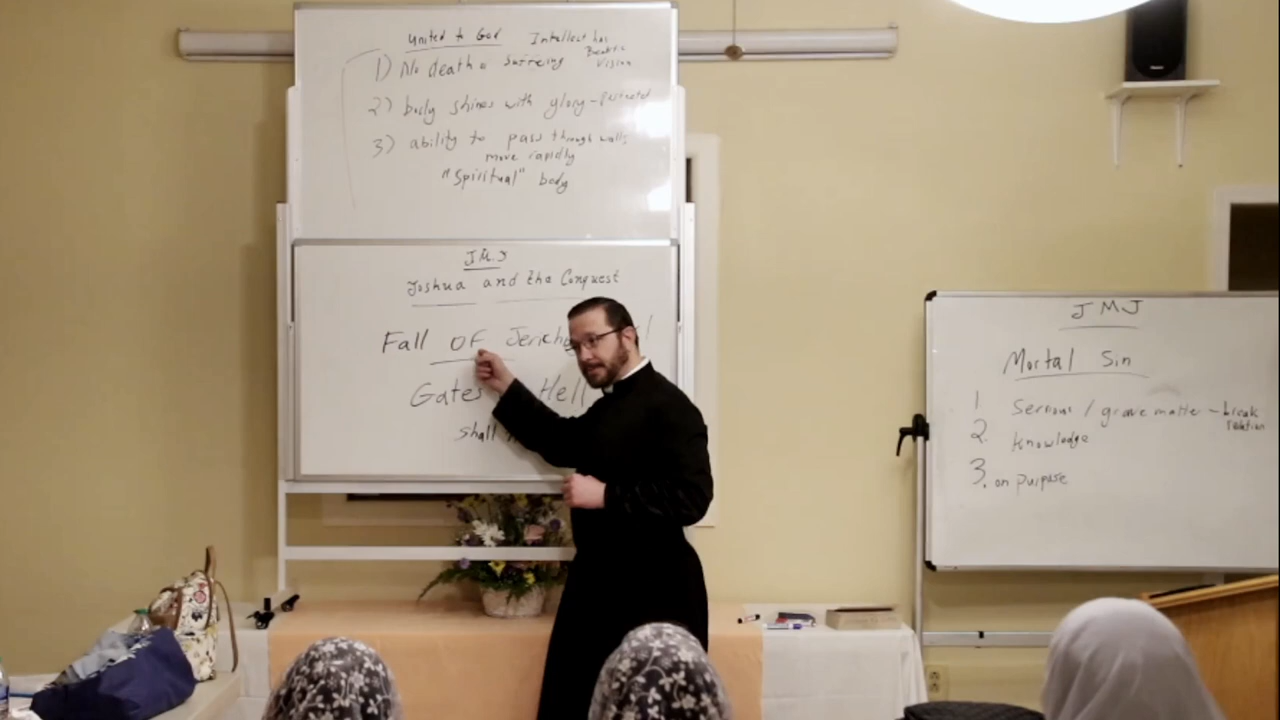 united to God Intellect has
Beatific
Vision
1) No death or suffering
2) body shines with glory -
3) ability to pass through walls
move rapidly
"Spiritual" body
J.M.J
Joshua and the Conquest
Fall OF
Gates Hell
shall
JMJ
Mortal Sin
1. Serious / grave matter - break
relation
2. Knowledge
3. on purpose